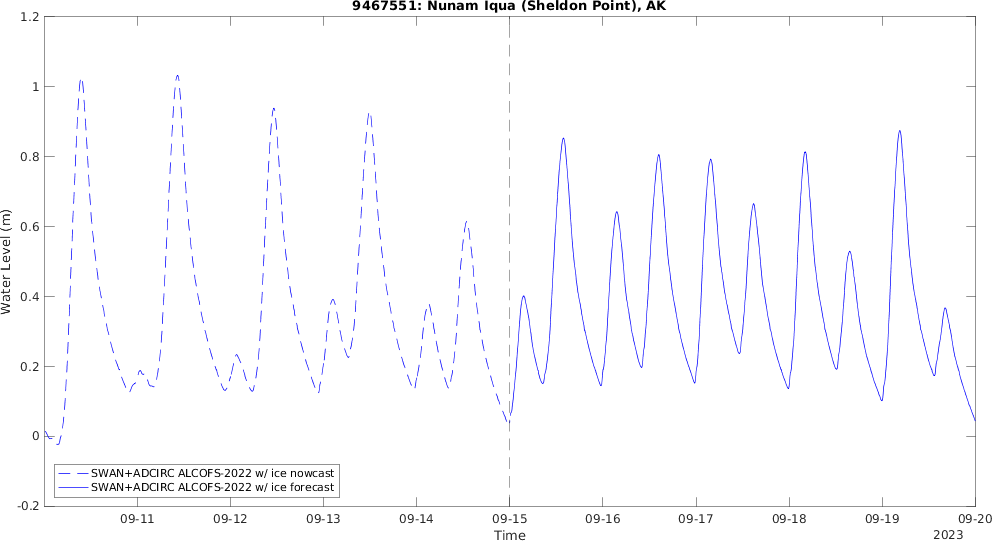 9467551: Nunam Iqua (Sheldon Point), AK
1.2
1
0.8
0.6
0.4
0.2
0
-0.2
Water Level (m)
SWAN+ADCIRC ALCOFS-2022 w/ ice nowcast
SWAN+ADCIRC ALCOFS-2022 w/ ice forecast
09-11 09-12 09-13 09-14 09-15 09-16 09-17 09-18 09-19 09-20
Time
2023